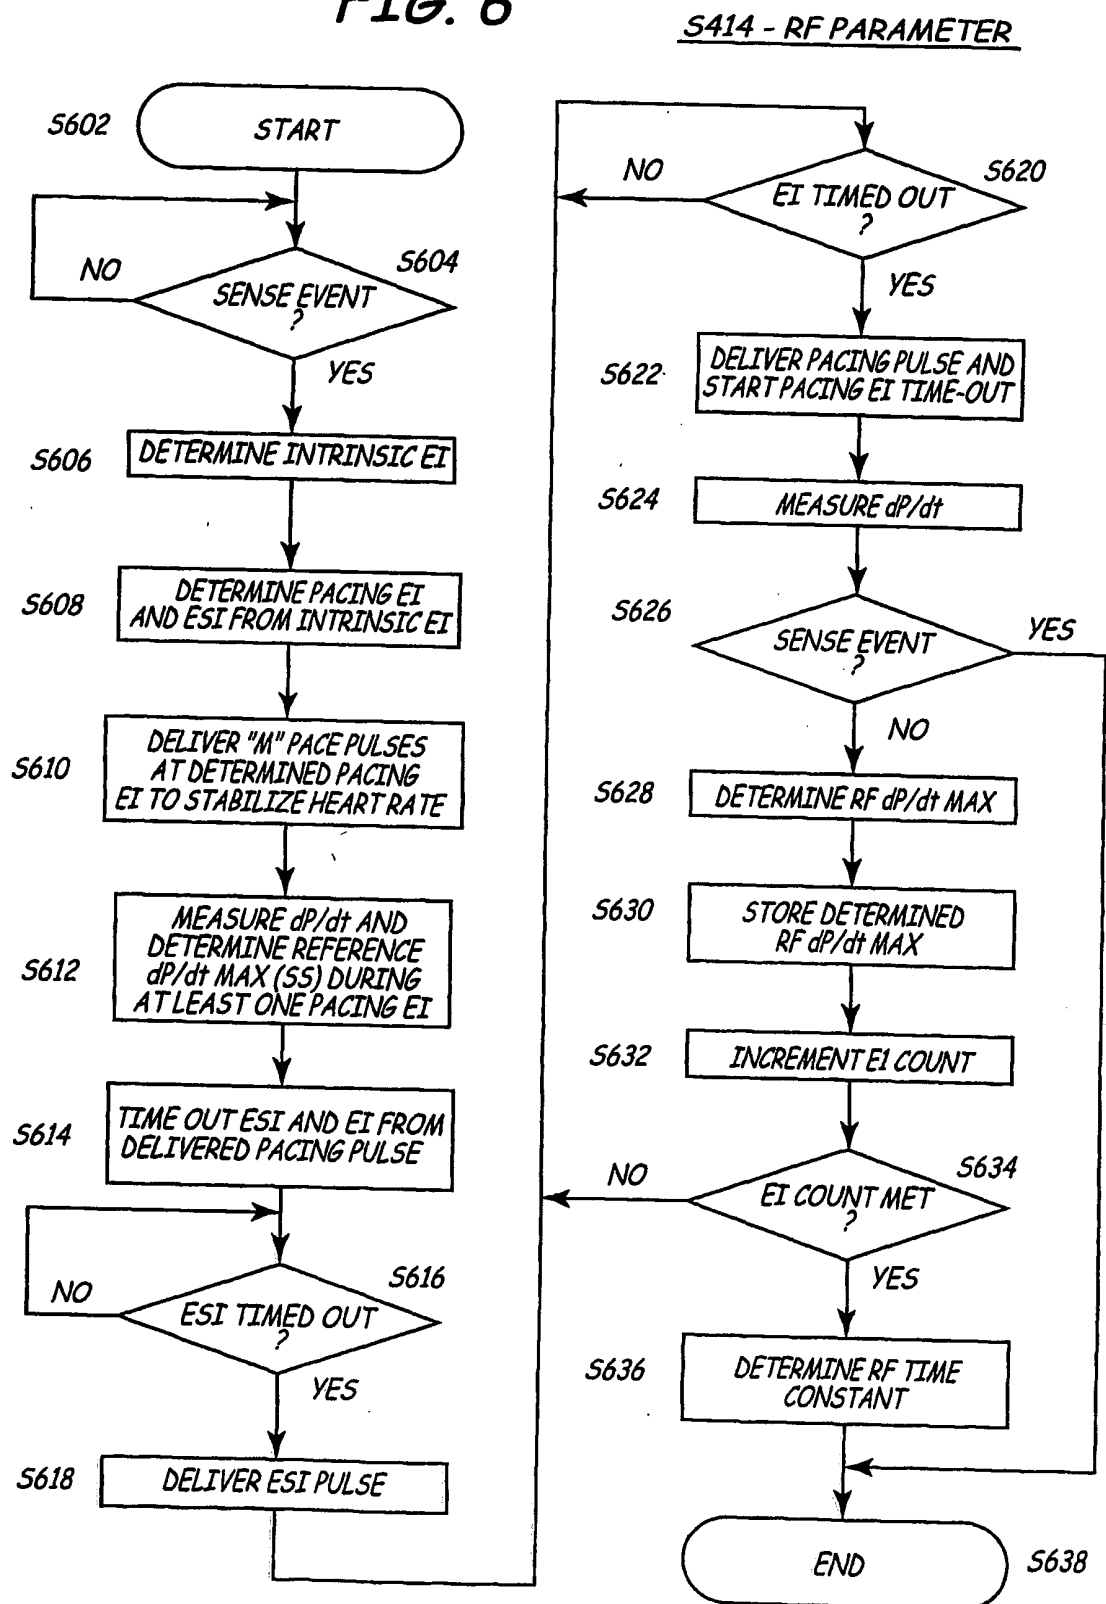 FIG. 6
S414 - RF PARAMETER
S602
START
NO
S604
SENSE EVENT
?
YES
S606
DETERMINE INTRINSIC EI
S608
DETERMINE PACING EI
AND ESI FROM INTRINSIC EI
S610
DELIVER "M" PACE PULSES
AT DETERMINED PACING
EI TO STABILIZE HEART RATE
S612
MEASURE dP/dt AND
DETERMINE REFERENCE
dP/dt MAX (SS) DURING
AT LEAST ONE PACING EI
S614
TIME OUT ESI AND EI FROM
DELIVERED PACING PULSE
S616
NO
ESI TIMED OUT
?
YES
S618
DELIVER ESI PULSE
NO
S620
EI TIMED OUT
?
YES
S622
DELIVER PACING PULSE AND
START PACING EI TIME-OUT
S624
MEASURE dP/dt
S626
SENSE EVENT
?
YES
NO
S628
DETERMINE RF dP/dt MAX
S630
STORE DETERMINED
RF dP/dt MAX
S632
INCREMENT E1 COUNT
S634
NO
EI COUNT MET
?
YES
S636
DETERMINE RF TIME
CONSTANT
END
S638